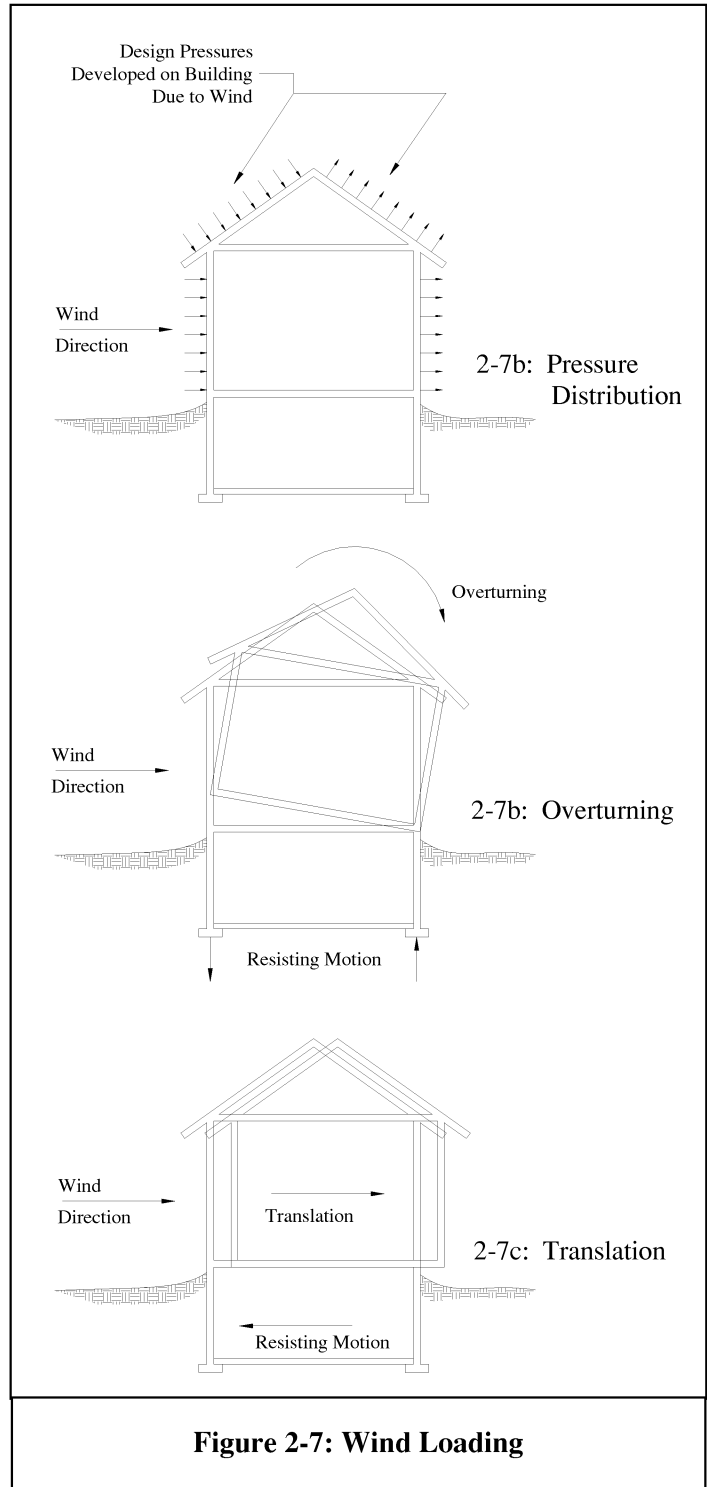 Design Pressures
Developed on Building
Due to Wind
Wind
Direction
2-7b: Pressure
Distribution
Overturning
Wind
Direction
2-7b: Overturning
Resisting Motion
Wind
Direction
Translation
2-7c: Translation
Resisting Motion
Figure 2-7: Wind Loading